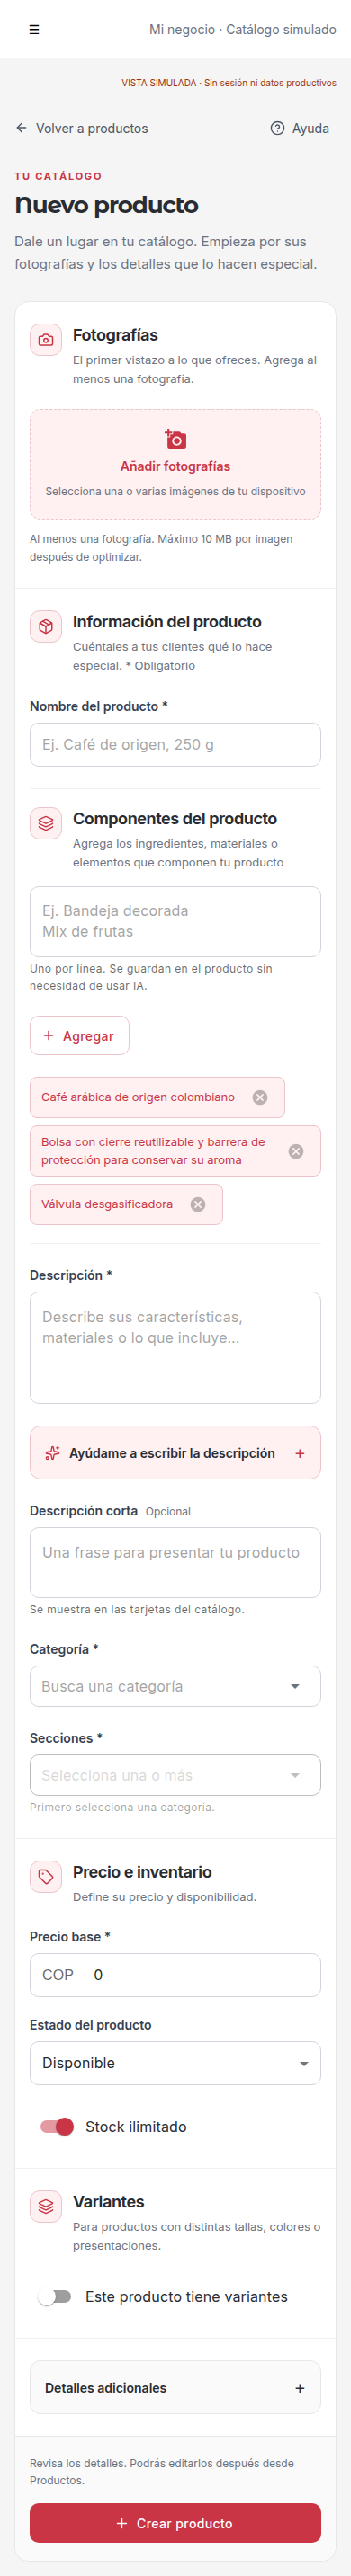 Mi negocio · Catálogo simulado
VISTA SIMULADA · Sin sesión ni datos productivos
Volver a productos
Ayuda
TU CATÁLOGO
Nuevo producto
Dale un lugar en tu catálogo. Empieza por sus
fotografías y los detalles que lo hacen especial.
Fotografías
El primer vistazo a lo que ofreces. Agrega al
menos una fotografía.
Añadir fotografías
Selecciona una o varias imágenes de tu dispositivo
Al menos una fotografía. Máximo 10 MB por imagen
después de optimizar.
Información del producto
Cuéntales a tus clientes qué lo hace
especial. * Obligatorio
Nombre del producto *
Ej. Café de origen, 250 g
Componentes del producto
Agrega los ingredientes, materiales o
elementos que componen tu producto
Ej. Bandeja decorada
Mix de frutas
Uno por línea. Se guardan en el producto sin
necesidad de usar IA.
+ Agregar
Café arábica de origen colombiano
Bolsa con cierre reutilizable y barrera de
protección para conservar su aroma
Válvula desgasificadora
Descripción *
Describe sus características,
materiales o lo que incluye...
Ayúdame a escribir la descripción +
Descripción corta Opcional
Una frase para presentar tu producto
Se muestra en las tarjetas del catálogo.
Categoría *
Busca una categoría
Secciones *
Selecciona una o más
Primero selecciona una categoría.
Precio e inventario
Define su precio y disponibilidad.
Precio base *
COP 0
Estado del producto
Disponible
Stock ilimitado
Variantes
Para productos con distintas tallas, colores o
presentaciones.
Este producto tiene variantes
Detalles adicionales +
Revisa los detalles. Podrás editarlos después desde
Productos.
+ Crear producto